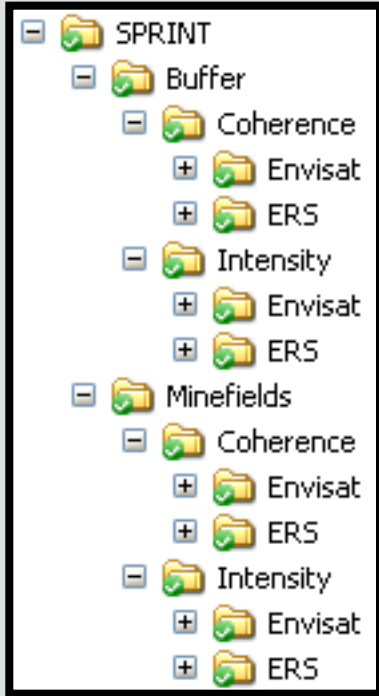 SPRINT
Buffer
Coherence
Envisat
ERS
Intensity
Envisat
ERS
Minefields
Coherence
Envisat
ERS
Intensity
Envisat
ERS